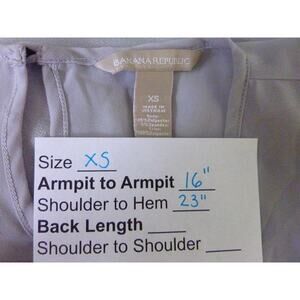 BANANA REPUBLIC
XS
MADE IN
Size XS
Armpit to Armpit 16"
Shoulder to Hem 23"
Back Length
Shoulder to Shoulder